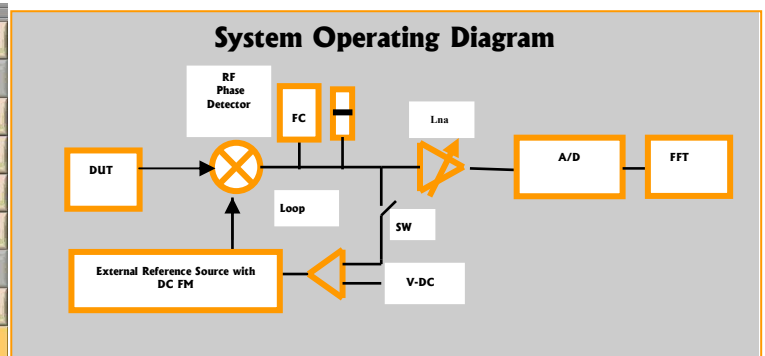 System Operating Diagram
RF
Phase
Detector
FC
Lna
DUT
A/D
FFT
Loop
SW
External Reference Source with
DC FM
V-DC